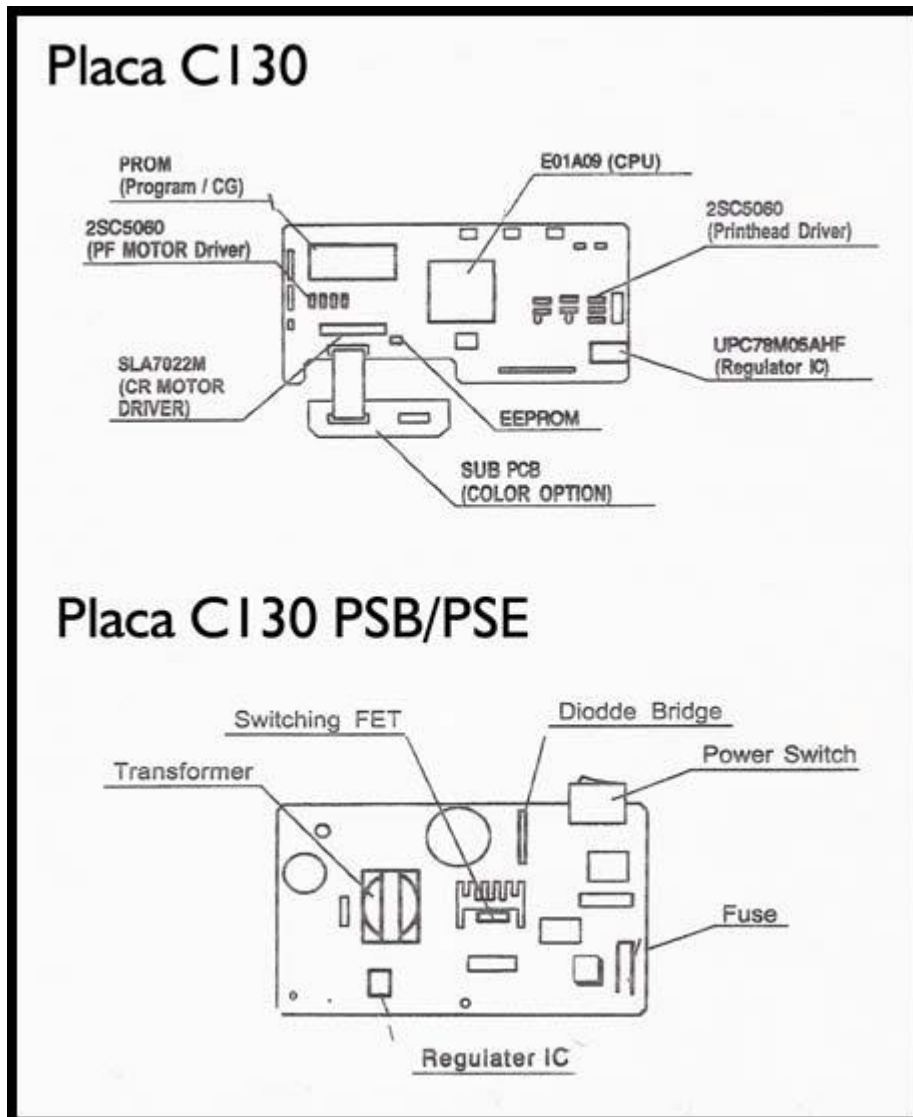 Placa C130
PROM
(Program / CG)
E01A09 (CPU)
2SC5060
(PF MOTOR Driver)
2SC5060
(Printhead Driver)
SLA7022M
(CR MOTOR
DRIVER)
UPC78M05AHF
(Regulator IC)
EEPROM
SUB PCB
(COLOR OPTION)
Placa C130 PSB/PSE
Switching FET
Diodde Bridge
Transformer
Power Switch
Fuse
Regulater IC